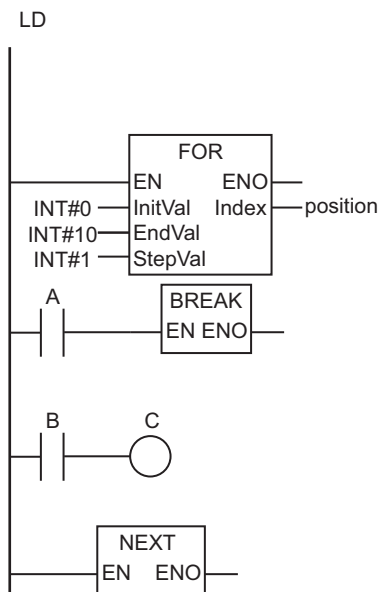 LD
FOR
EN ENO
INT#0 InitVal Index position
INT#10 EndVal
INT#1 StepVal
A
BREAK
EN ENO
B C
NEXT
EN ENO